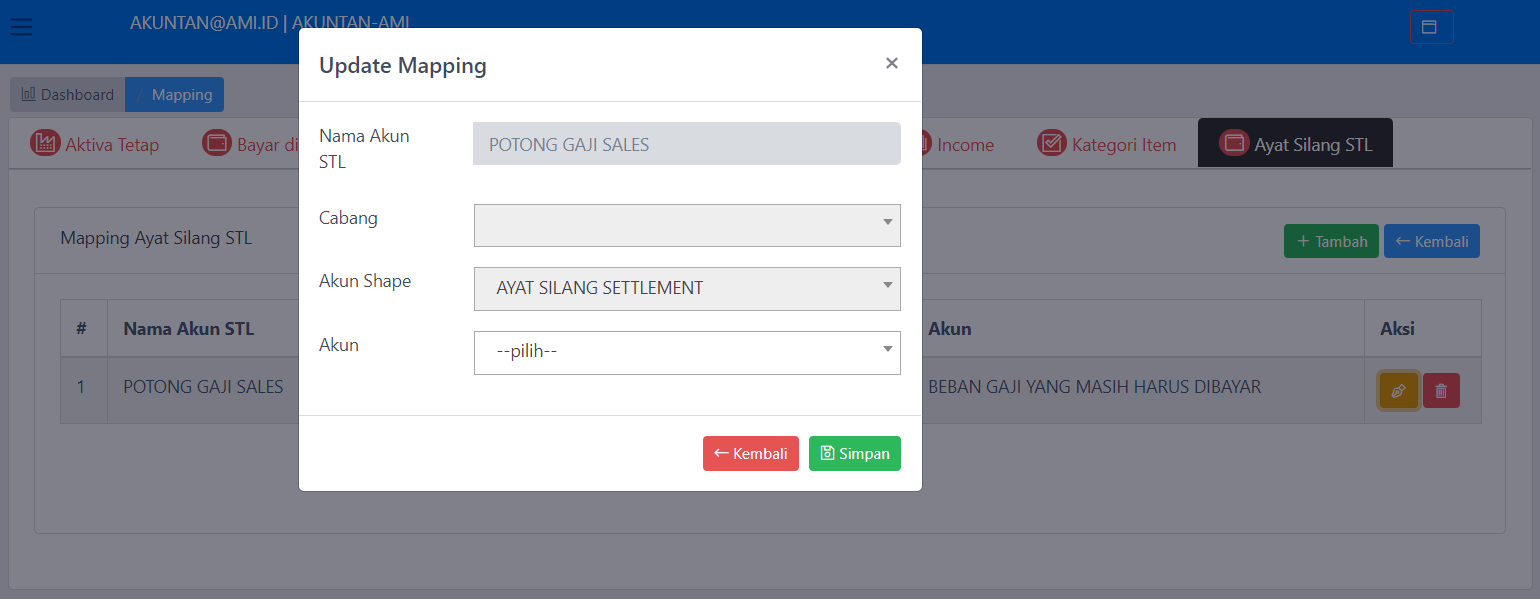 AKUNTAN@AMI.ID | AKUNTAN-AMI
Update Mapping
×
Dashboard / Mapping
Nama Akun
STL
POTONG GAJI SALES
Aktiva Tetap
Bayar di
Income
Kategori Item
Ayat Silang STL
Cabang
Mapping Ayat Silang STL
+ Tambah
← Kembali
Akun Shape
AYAT SILANG SETTLEMENT
# Nama Akun STL Akun Aksi
Akun
--pilih--
1 POTONG GAJI SALES BEBAN GAJI YANG MASIH HARUS DIBAYAR
← Kembali
Simpan